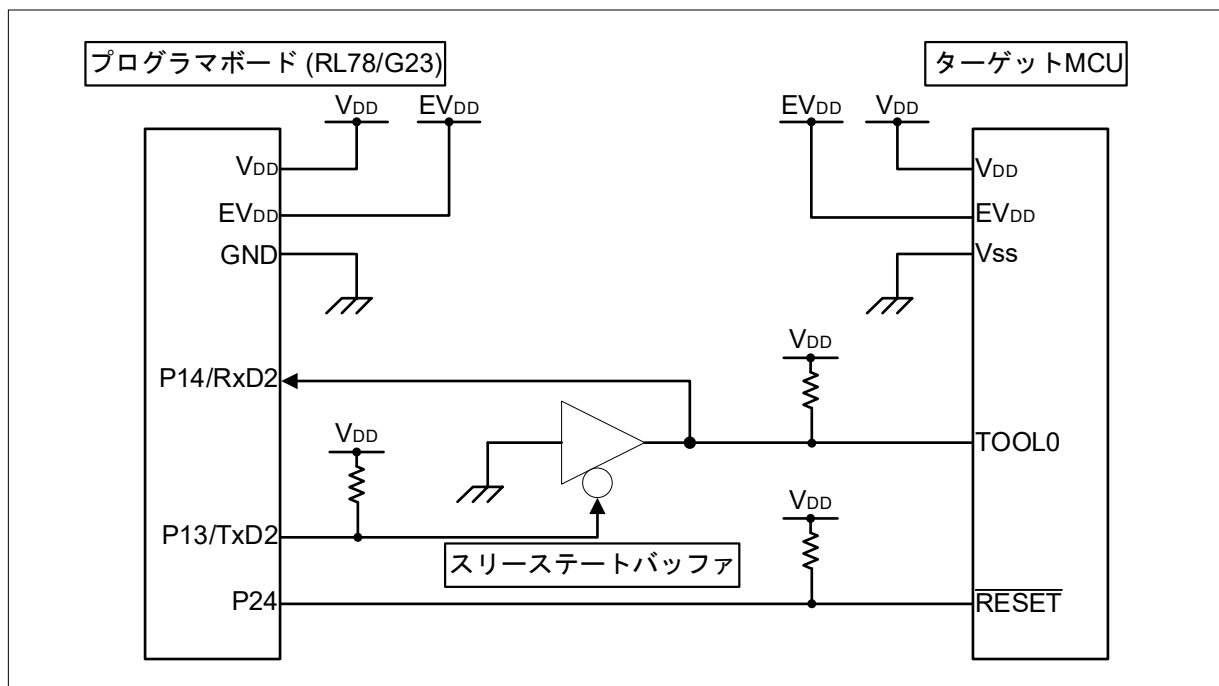 プログラマボード (RL78/G23)
ターゲットMCU
VDD
EVDD
EVDD
VDD
VDD
EVDD
GND
VDD
EVDD
Vss
P14/RxD2
VDD
VDD
TOOL0
P13/TxD2
スリーステートバッファ
VDD
P24
RESET